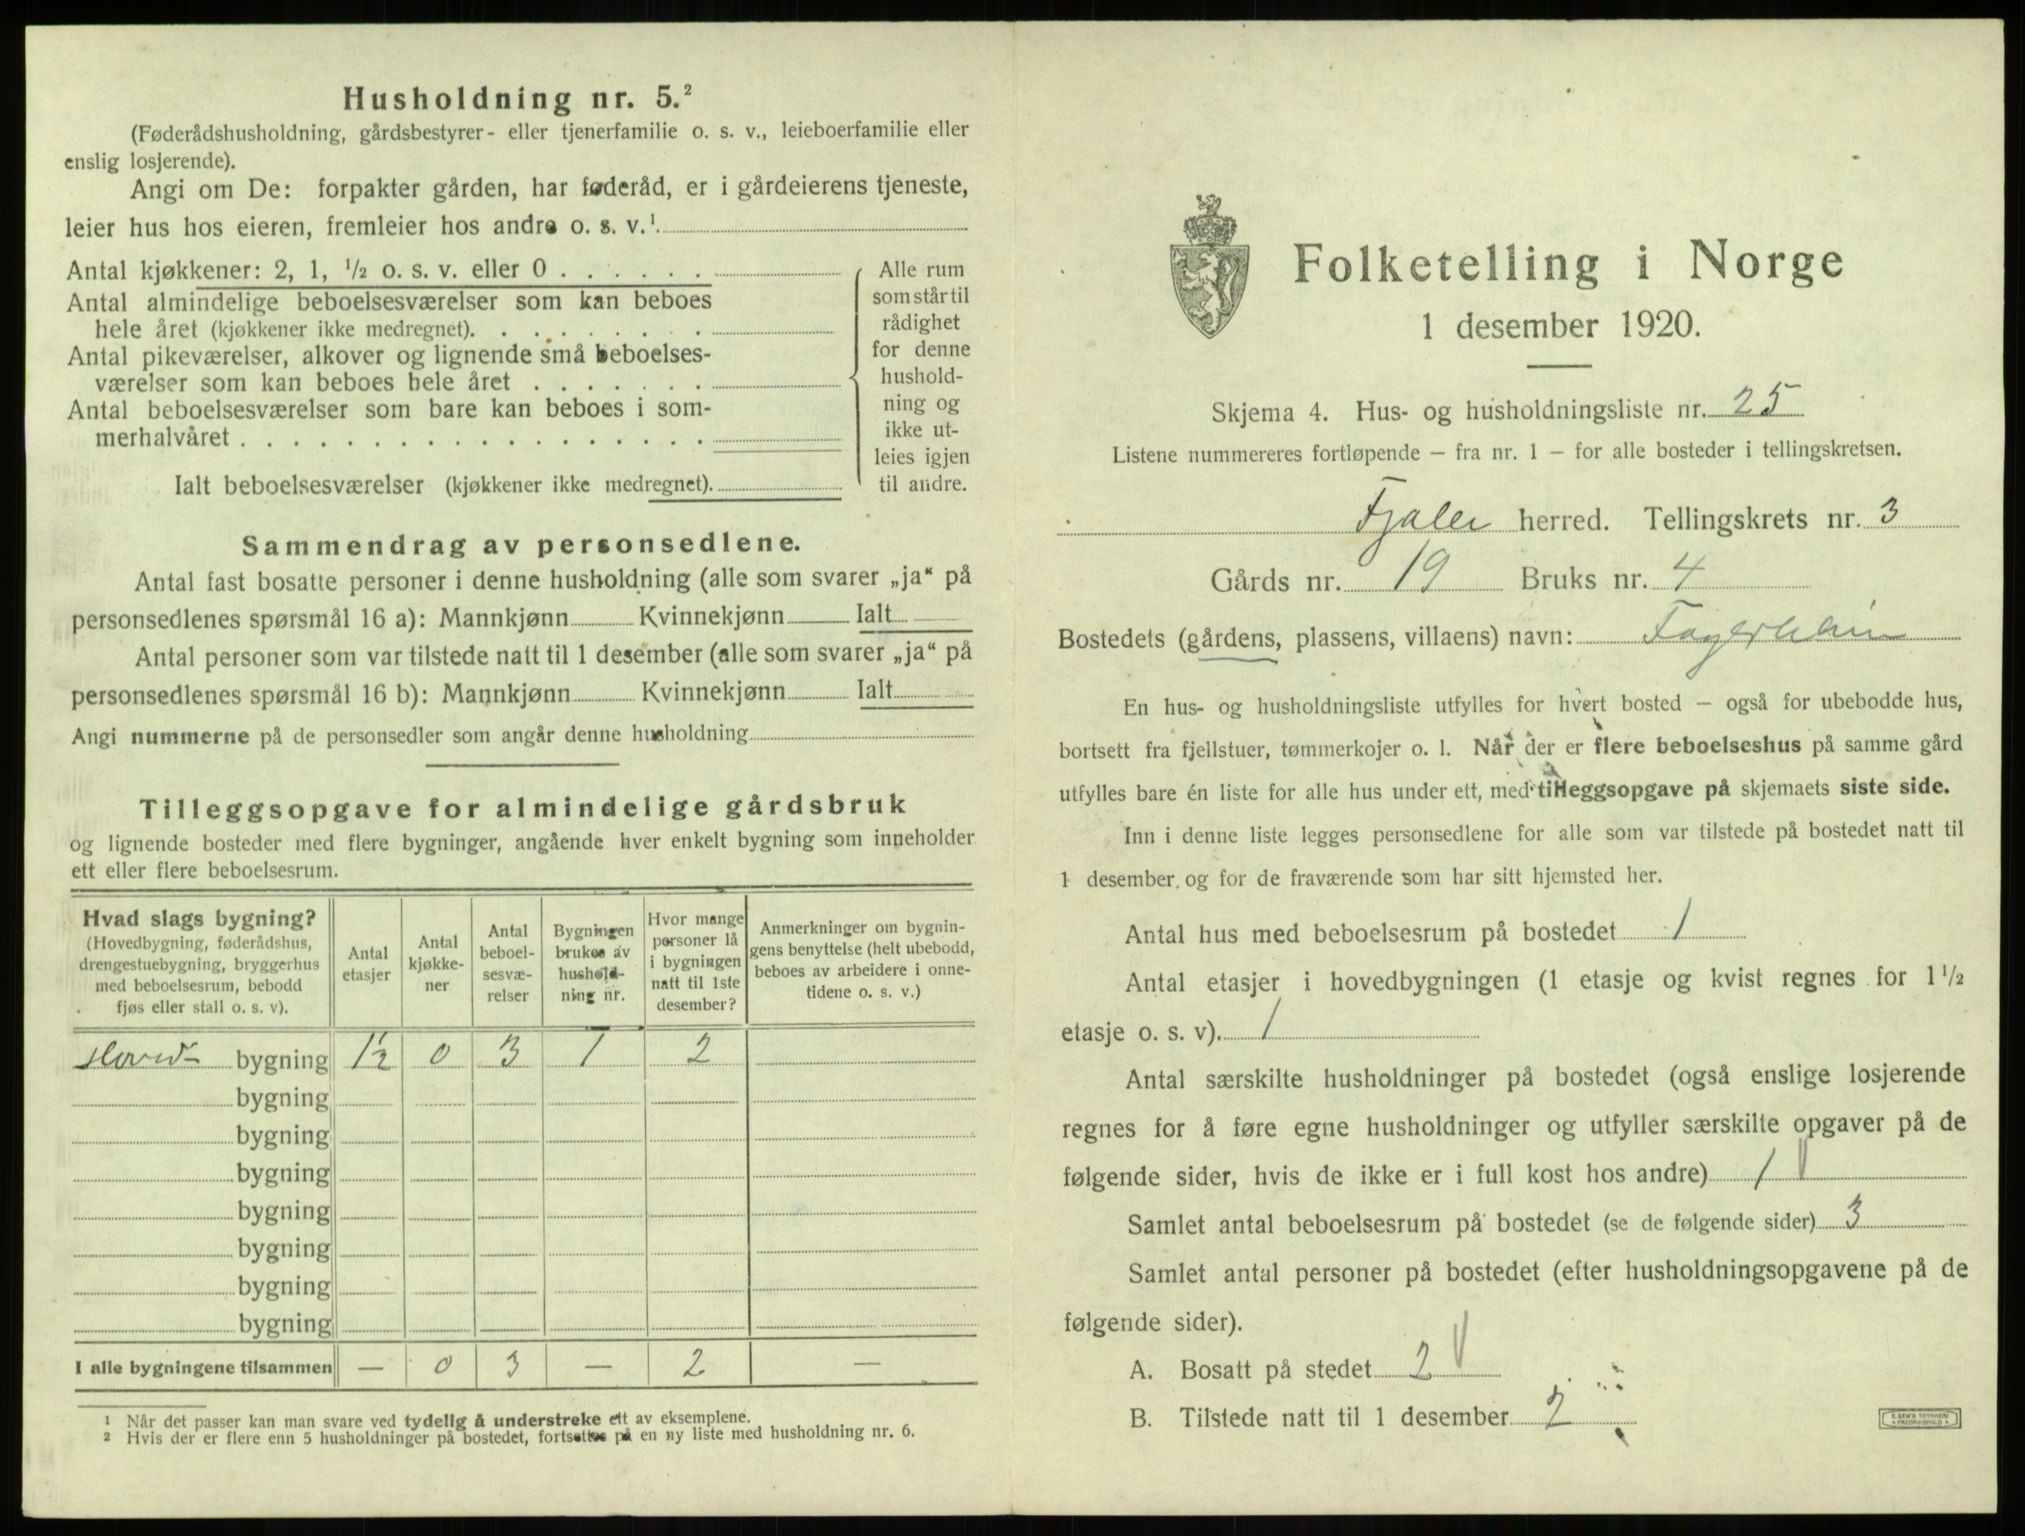 Husholdning nr. 5.²
(Føderådshusholdning, gårdsbestyrer- eller tjenerfamilie o. s. v., leieboerfamilie eller
enslig losjerende).
Angi om De: forpakter gården, har føderåd, er i gårdeierens tjeneste,
leier hus hos eieren, fremleier hos andre o. s. v.¹
Antal kjøkkener: 2, 1, ½ o. s. v. eller 0
Antal almindelige beboelsesværelser som kan beboes
hele året (kjøkkener ikke medregnet).
Antal pikeværelser, alkover og lignende små beboelses-
værelser som kan beboes hele året
Antal beboelsesværelser som bare kan beboes i som-
merhalvåret
Ialt beboelsesværelser (kjøkkener ikke medregnet).
Alle rum
som står til
rådighet
for denne
hushold-
ning og
ikke ut-
leies igjen
til andre.
Sammendrag av personsedlene.
Antal fast bosatte personer i denne husholdning (alle som svarer „ja“ på
personsedlenes spørsmål 16 a): Mannkjønn Kvinnekjønn Ialt
Antal personer som var tilstede natt til 1 desember (alle som svarer „ja“ på
personsedlenes spørsmål 16 b): Mannkjønn Kvinnekjønn Ialt
Angi nummerne på de personsedler som angår denne husholdning
Tilleggsopgave for almindelige gårdsbruk
og lignende bosteder med flere bygninger, angående hver enkelt bygning som inneholder
ett eller flere beboelsesrum.
Hvad slags bygning?
(Hovedbygning, føderådshus,
drengestuebygning, bryggerhus
med beboelsesrum, bebodd
fjøs eller stall o. s. v).
Antal
etasjer
Antal
kjøkke-
ner
Antal
beboel-
sesvæ-
relser
Bygningen
brukes av
hushold-
ning nr.
Hvor mange
personer lå
i bygningen
natt til 1ste
desember?
Anmerkninger om bygnin-
gens benyttelse (helt ubebodd,
beboes av arbeidere i onne-
tidene o. s. v.)
Hoved- bygning 1½ 0 3 1 2
bygning
bygning
bygning
bygning
bygning
bygning
bygning
I alle bygningene tilsammen — 0 3 — 2 —
1 Når det passer kan man svare ved tydelig å understreke ett av eksemplene.
2 Hvis der er flere enn 5 husholdninger på bostedet, fortsettes på en ny liste med husholdning nr. 6.
Folketelling i Norge
1 desember 1920.
Skjema 4. Hus- og husholdningsliste nr. 25
Listene nummereres fortløpende – fra nr. 1 – for alle bosteder i tellingskretsen.
Fjaler herred. Tellingskrets nr. 3
Gårds nr. 19 Bruks nr. 4
Bostedets (gårdens, plassens, villaens) navn: Fagerheim
En hus- og husholdningsliste utfylles for hvert bosted – også for ubebodde hus,
bortsett fra fjellstuer, tømmerkojer o. l. Når der er flere beboelseshus på samme gård
utfylles bare én liste for alle hus under ett, med tilleggsopgave på skjemaets siste side.
Inn i denne liste legges personsedlene for alle som var tilstede på bostedet natt til
1 desember, og for de fraværende som har sitt hjemsted her.
Antal hus med beboelsesrum på bostedet 1
Antal etasjer i hovedbygningen (1 etasje og kvist regnes for 1 ½
etasje o. s. v). 1
Antal særskilte husholdninger på bostedet (også enslige losjerende
regnes for å føre egne husholdninger og utfyller særskilte opgaver på de
følgende sider, hvis de ikke er i full kost hos andre) 1
Samlet antal beboelsesrum på bostedet (se de følgende sider) 3
Samlet antal personer på bostedet (efter husholdningsopgavene på de
følgende sider).
A. Bosatt på stedet 2
B. Tilstede natt til 1 desember 2